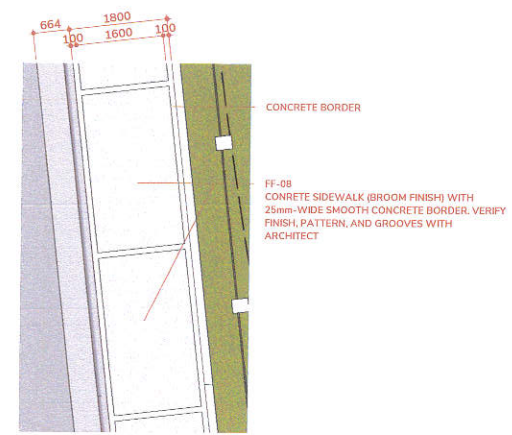 664 1800
100 1600 100
CONCRETE BORDER
FF-08
CONRETE SIDEWALK (BROOM FINISH) WITH
25mm-WIDE SMOOTH CONCRETE BORDER. VERIFY
FINISH, PATTERN, AND GROOVES WITH
ARCHITECT